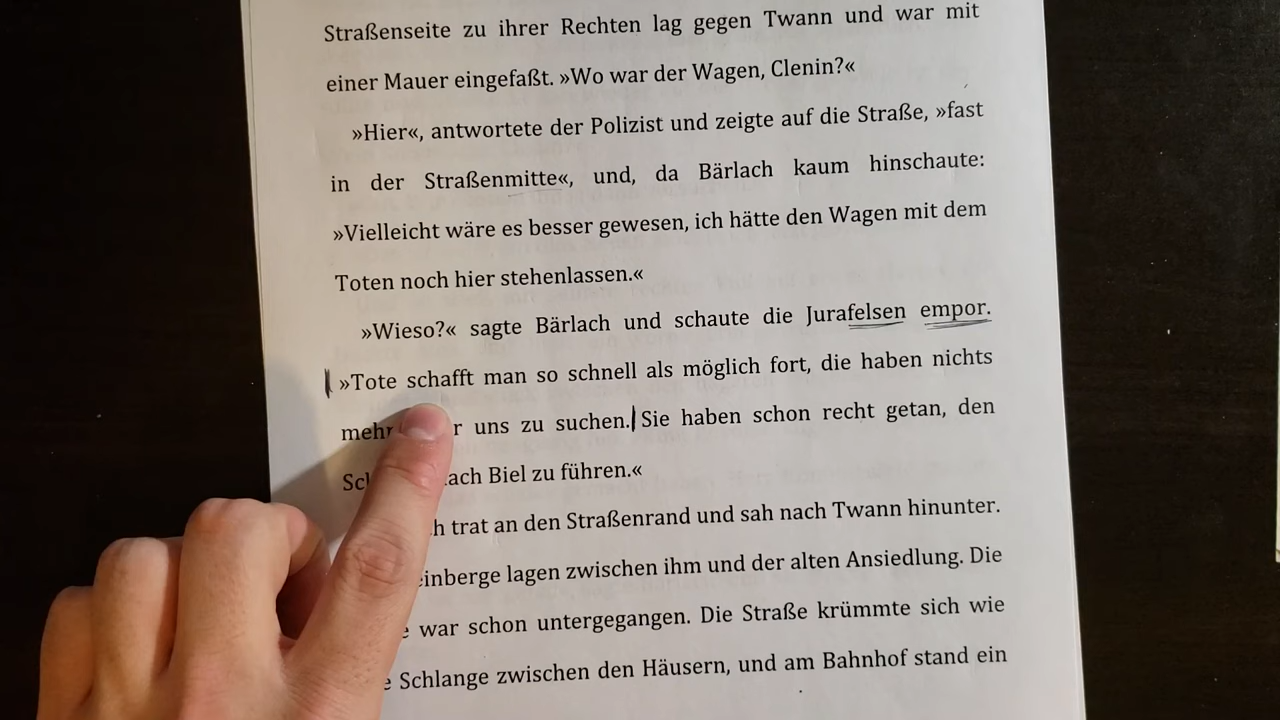 Straßenseite zu ihrer Rechten lag gegen Twann und war mit
einer Mauer eingefaßt. »Wo war der Wagen, Clenin?«
»Hier«, antwortete der Polizist und zeigte auf die Straße, »fast
in der Straßenmitte«, und, da Bärlach kaum hinschaute:
»Vielleicht wäre es besser gewesen, ich hätte den Wagen mit dem
Toten noch hier stehenlassen.«
»Wieso?« sagte Bärlach und schaute die Jurafelsen empor.
»Tote schafft man so schnell als möglich fort, die haben nichts
mehr uns zu suchen. Sie haben schon recht getan, den
Biel zu führen.«
trat an den Straßenrand und sah nach Twann hinunter.
lagen zwischen ihm und der alten Ansiedlung. Die
war schon untergegangen. Die Straße krümmte sich wie
Schlange zwischen den Häusern, und am Bahnhof stand ein